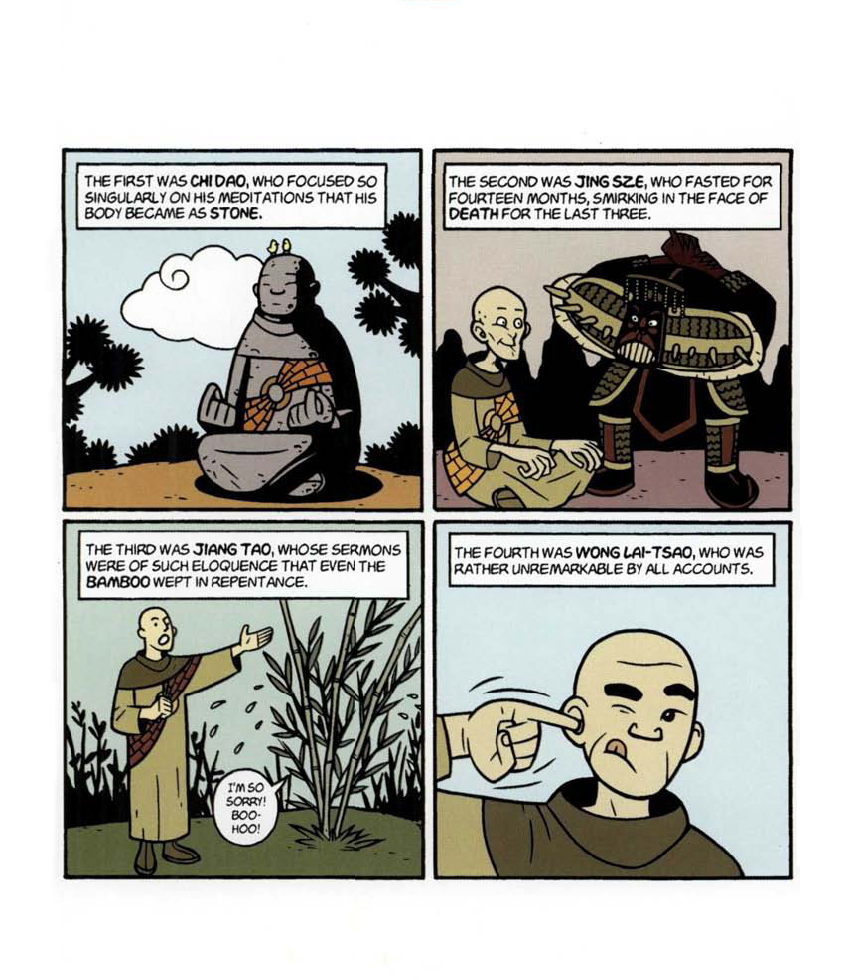 THE FIRST WAS CHI DAO, WHO FOCUSED SO
SINGULARLY ON HIS MEDITATIONS THAT HIS
BODY BECAME AS STONE.
THE SECOND WAS JING SZE, WHO FASTED FOR
FOURTEEN MONTHS, SMIRKING IN THE FACE OF
DEATH FOR THE LAST THREE.
THE THIRD WAS JIANG TAO, WHOSE SERMONS
WERE OF SUCH ELOQUENCE THAT EVEN THE
BAMBOO WEPT IN REPENTANCE.
I'M SO
SORRY!
BOO-
HOO!
THE FOURTH WAS WONG LAI-TSAO, WHO WAS
RATHER UNREMARKABLE BY ALL ACCOUNTS.